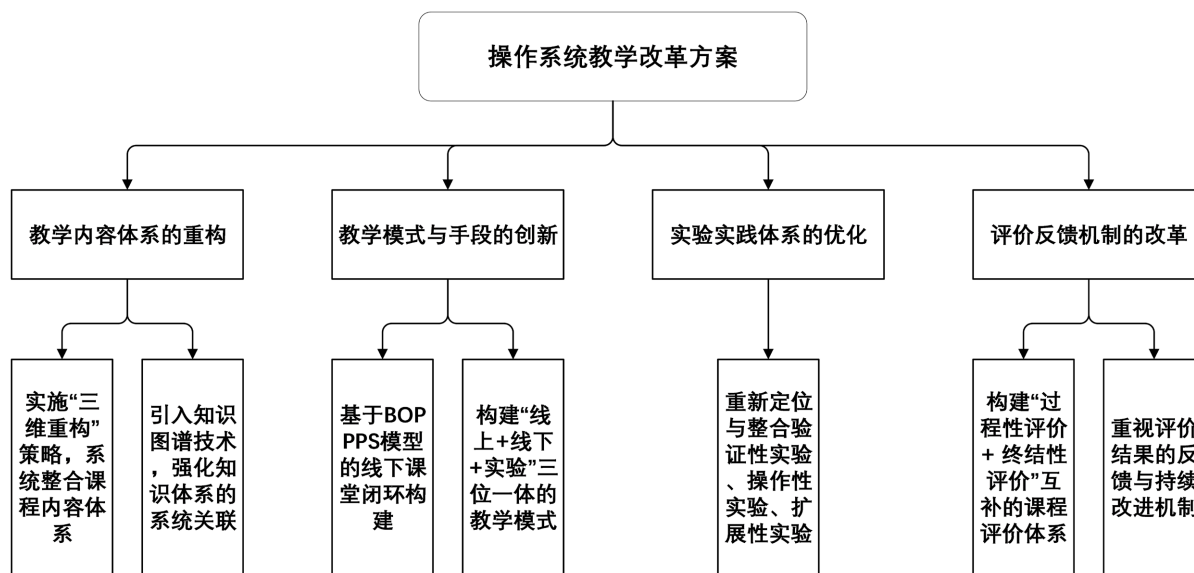 操作系统教学改革方案
教学内容体系的重构
教学模式与手段的创新
实验实践体系的优化
评价反馈机制的改革
实施“三
维重构”
策略，系
统整合课
程内容体
系
引入知识
图谱技术
，强化知
识体系的
系统关联
基于BOP
PPS模型
的线下课
堂闭环构
建
构建“线
上+线下
+实验”三
位一体的
教学模式
重新定位
与整合验
证性实验
、操作性
实验、扩
展性实验
构建“过
程性评价
+ 终结性
评价”互
补的课程
评价体系
重视评价
结果的反
馈与持续
改进机制